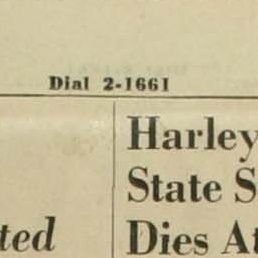 Dial 2-1661
Harley
State S
Dies At
ted